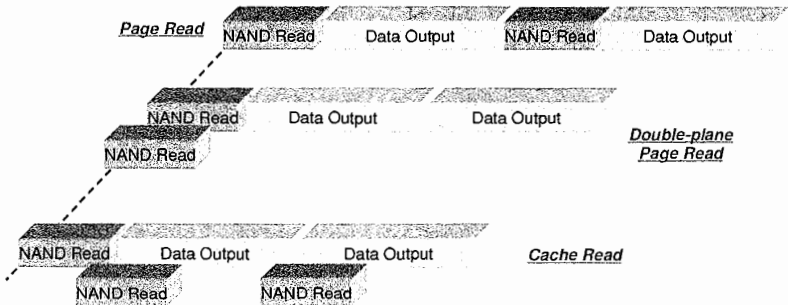 Page Read
NAND Read Data Output NAND Read Data Output
NAND Read Data Output Data Output
NAND Read
Double-plane
Page Read
NAND Read Data Output Data Output
Cache Read
NAND Read NAND Read